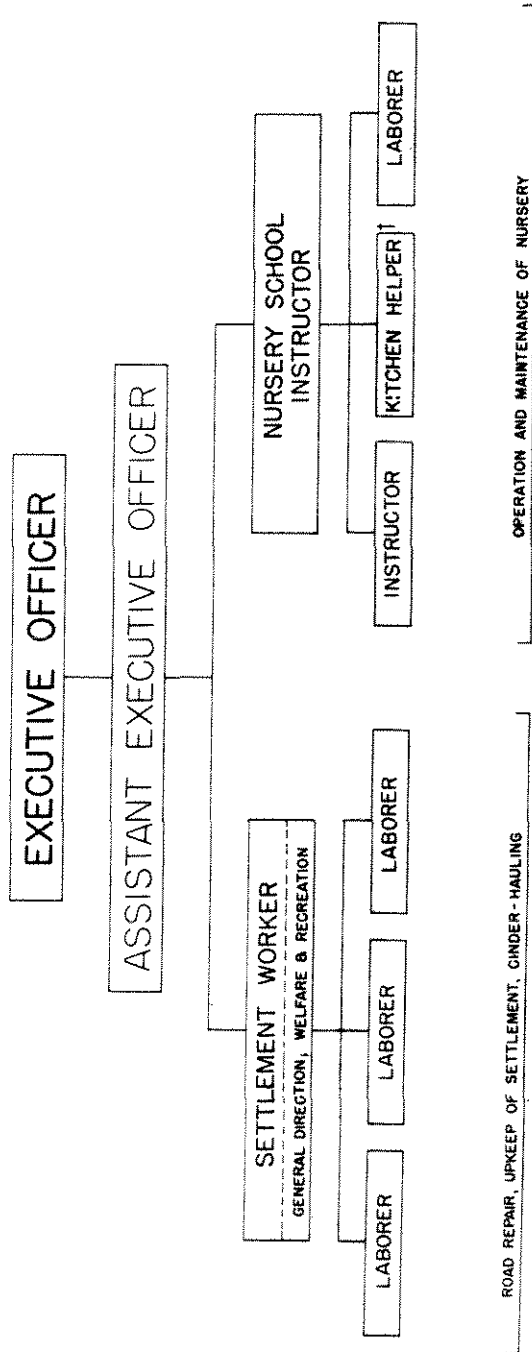 EXECUTIVE OFFICER
ASSISTANT EXECUTIVE OFFICER
SETTLEMENT WORKER
GENERAL DIRECTION, WELFARE & RECREATION
LABORER
LABORER
LABORER
ROAD REPAIR, UPKEEP OF SETTLEMENT, CINDER-HAULING
NURSERY SCHOOL
INSTRUCTOR
INSTRUCTOR
KITCHEN HELPER†
LABORER
OPERATION AND MAINTENANCE OF NURSERY